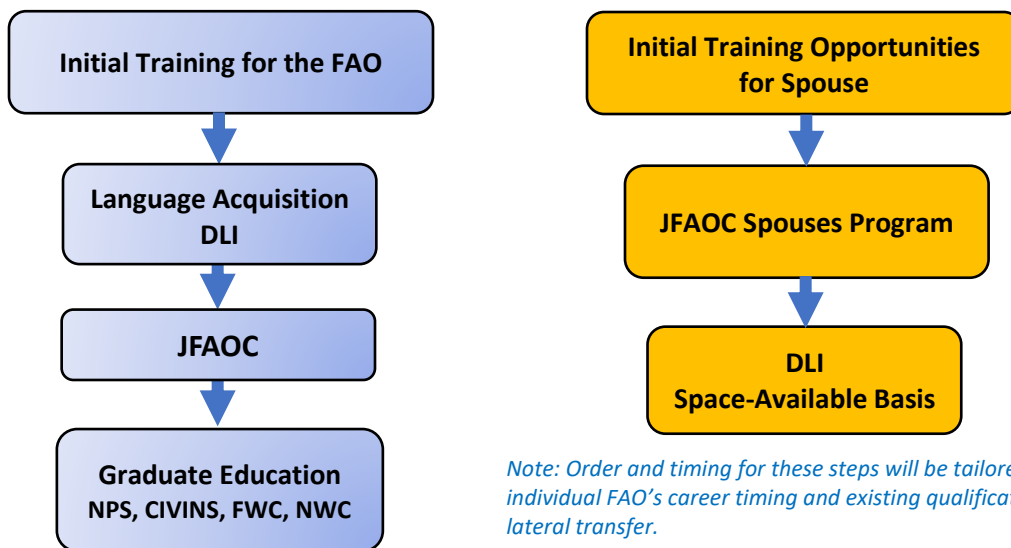 Initial Training for the FAO
Language Acquisition
DLI
JFAOC
Graduate Education
NPS, CIVINS, FWC, NWC
Initial Training Opportunities
for Spouse
JFAOC Spouses Program
DLI
Space-Available Basis
Note: Order and timing for these steps will be
individual FAO’s career timing and existing
lateral transfer.